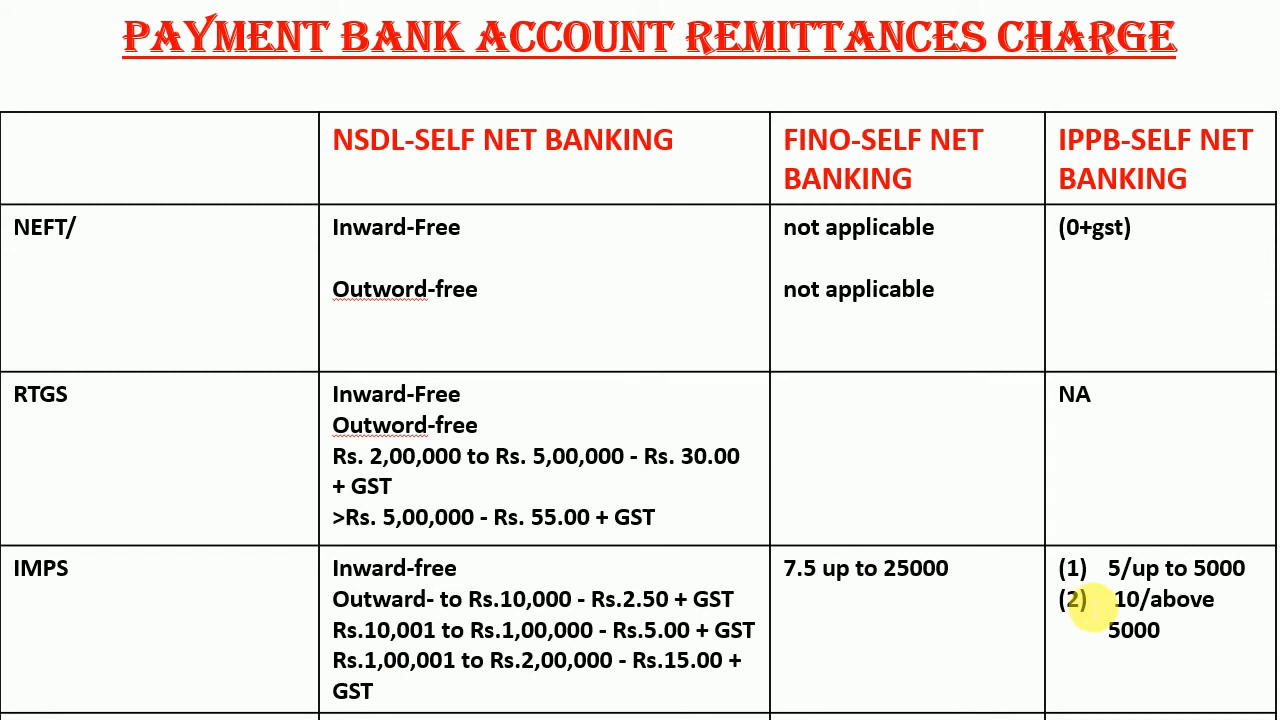 PAYMENT BANK ACCOUNT REMITTANCES CHARGE
NSDL-SELF NET BANKING
FINO-SELF NET
BANKING
IPPB-SELF NET
BANKING
NEFT/
Inward-Free
Outword-free
not applicable
not applicable
(0+gst)
RTGS
Inward-Free
Outword-free
Rs. 2,00,000 to Rs. 5,00,000 - Rs. 30.00
+ GST
>Rs. 5,00,000 - Rs. 55.00 + GST
NA
IMPS
Inward-free
Outward- to Rs.10,000 - Rs.2.50 + GST
Rs.10,001 to Rs.1,00,000 - Rs.5.00 + GST
Rs.1,00,001 to Rs.2,00,000 - Rs.15.00 +
GST
7.5 up to 25000
(1) 5/up to 5000
(2) 10/above
5000